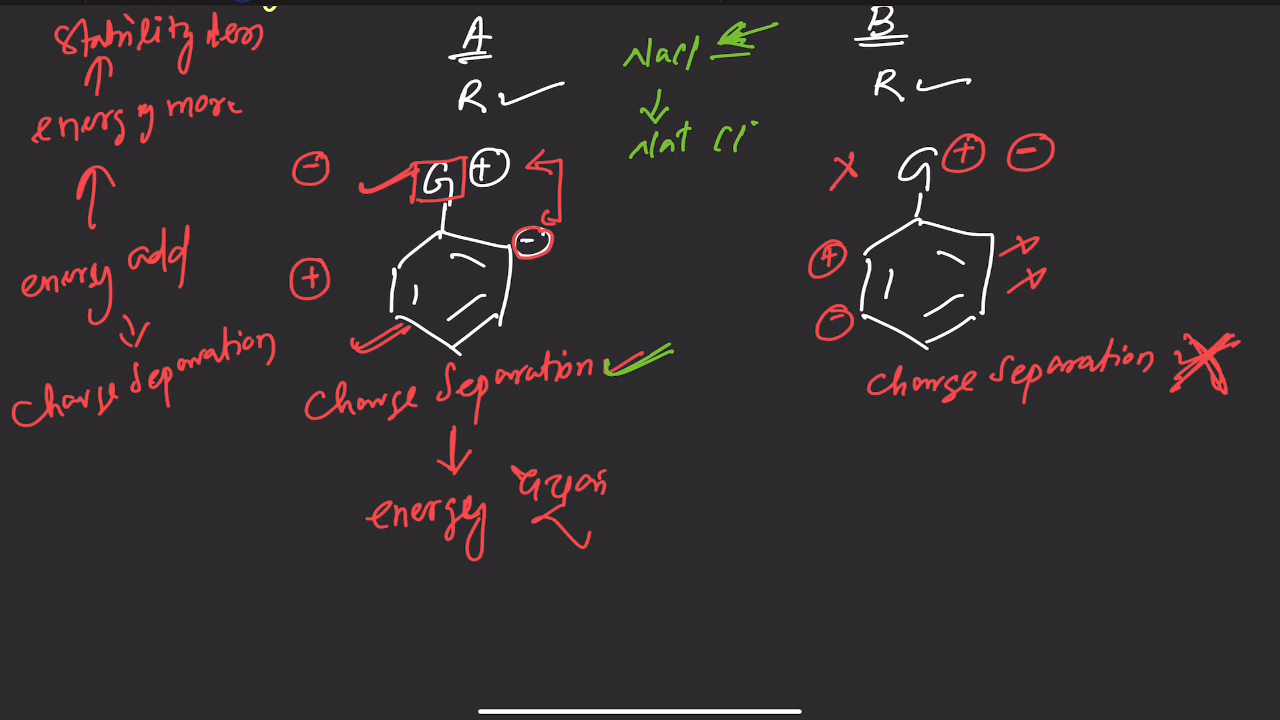 Stability less
energy more
energy add
Charge Separation
A
R
NaCl
Na+ Cl-
B
R
-
G +
-
+
Charge Separation
energy
G + -
+
-
Charge Separation